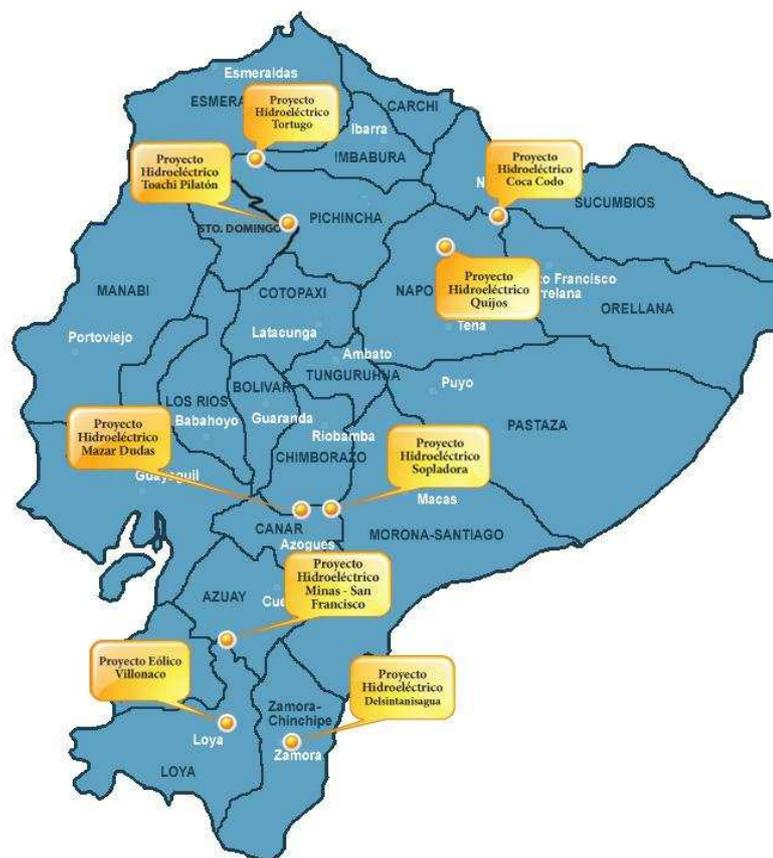 Esmeraldas
CARCHI
Proyecto
Hidroeléctrico
Tortugo
Ibarra
IMBABURA
Proyecto
Hidroeléctrico
Toachi Pilatón
Proyecto
Hidroeléctrico
Coca Codo
SUCUMBIOS
PICHINCHA
STO. DOMINGO
Proyecto
Hidroeléctrico
Quijos
MANABI
COTOPAXI
NAPO
ORELLANA
Portoviejo
Latacunga
Tena
Ambato
TUNGURUHUA
Puyo
BOLIVAR
LOS RIOS
Guaranda
Babahoyo
PASTAZA
Riobamba
CHIMBORAZO
Proyecto
Hidroeléctrico
Mazar Dudas
Proyecto
Hidroeléctrico
Sopladora
Guayaquil
Macas
CAÑAR
MORONA-SANTIAGO
Azogues
Proyecto
Hidroeléctrico
Minas - San
Francisco
AZUAY
Proyecto Eólico
Villonaco
Proyecto
Hidroeléctrico
Delsintanisagua
Zamora-
Chinchipe
Loya
Zamora
LOYA